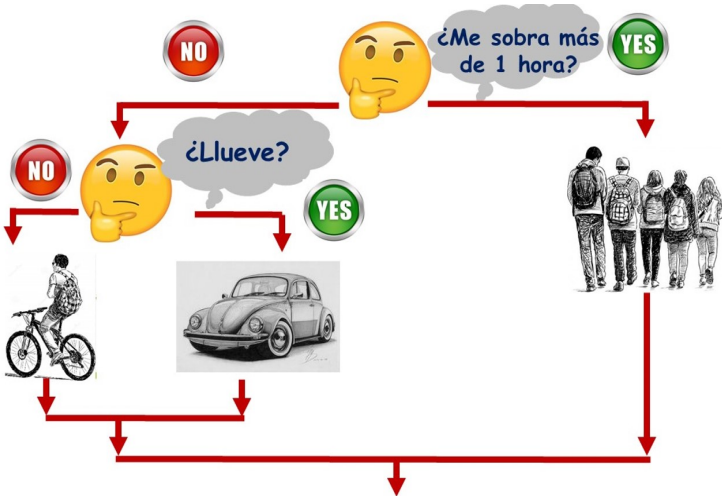 NO
¿Me sobra más
de 1 hora?
YES
NO
¿Llueve?
YES